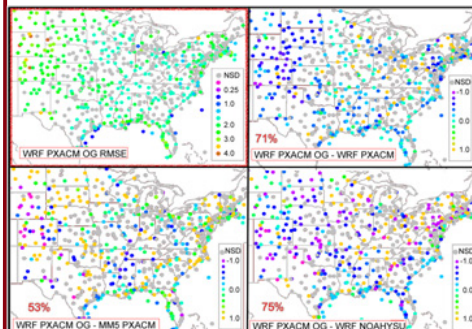 NSD
0.25
1.0
2.0
3.0
4.0
WRF PXACM OG RMSE
NSD
-1.0
0.0
1.0
71%
WRF PXACM OG - WRF PXACM
NSD
-1.0
0.0
1.0
53%
WRF PXACM OG - MM5 PXACM
NSD
-1.0
0.0
1.0
75%
WRF PXACM OG - WRF NOAHYSU